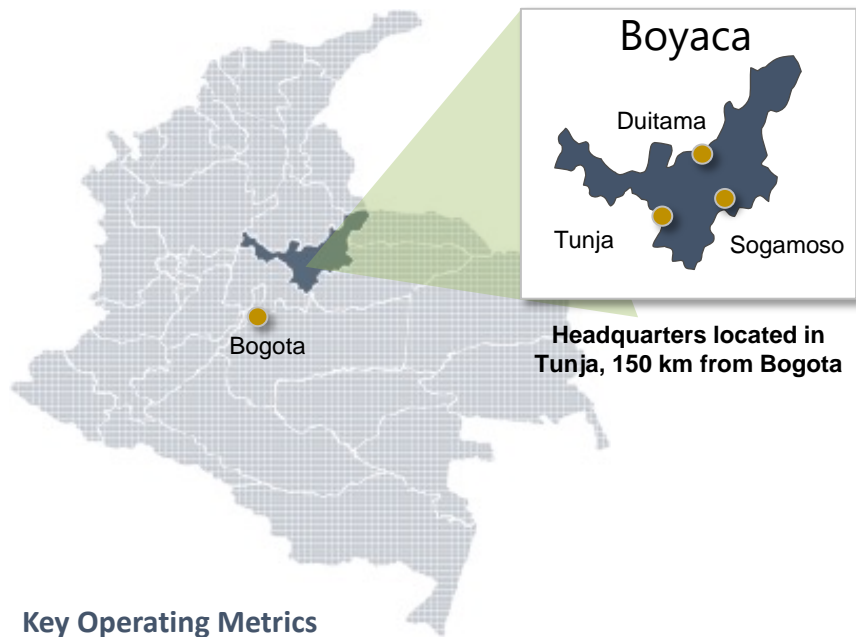 Boyaca
Duitama
Tunja
Sogamoso
Bogota
Headquarters located in
Tunja, 150 km from Bogota
Key Operating Metrics